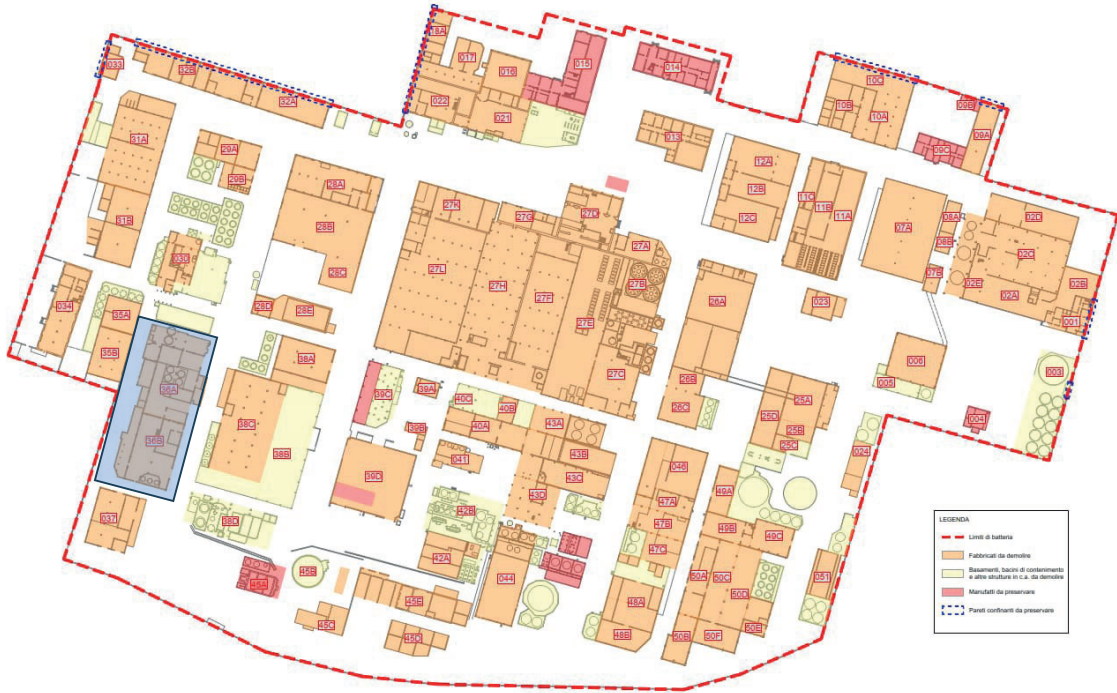 18A
017
016
015
014
033
32B
32A
022
021
10C
10B
10A
09B
09A
09C
013
31A
29A
29B
28A
28B
28C
31B
030
12A
12B
12C
11C
11B
11A
07A
08A
08B
07B
02D
02C
02E
02A
02B
001
27K
27G
27D
27A
27B
27L
27H
27F
27E
27C
26A
26B
26C
023
006
005
003
004
034
35A
35B
28D
28E
36A
36B
38A
38C
38B
38D
037
39C
39A
39B
39D
40C
40B
40A
041
43A
43B
43C
43D
42B
42A
044
25A
25D
25B
25C
024
046
47A
47B
47C
49A
49B
49C
45A
45B
45C
45E
45D
48A
48B
50A
50C
50D
50E
50B
50F
051
LEGENDA
Limiti di batteria
Fabbricati da demolire
Basamenti, bacini di contenimento
e altre strutture in c.a. da demolire
Manufatti da preservare
Pareti confinanti da preservare